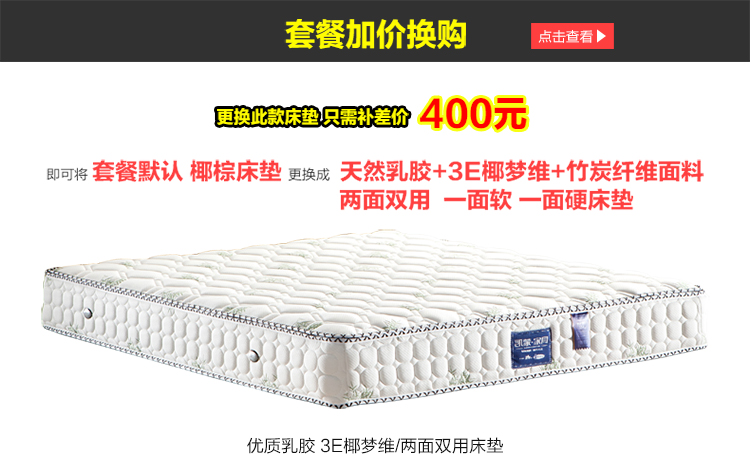 套餐加价换购
点击查看
更换此款床垫 只需补差价 400元
即可将 套餐默认 椰棕床垫 更换成 天然乳胶+3E椰梦维+竹炭纤维面料
两面双用 一面软 一面硬床垫
优质乳胶 3E椰梦维/两面双用床垫